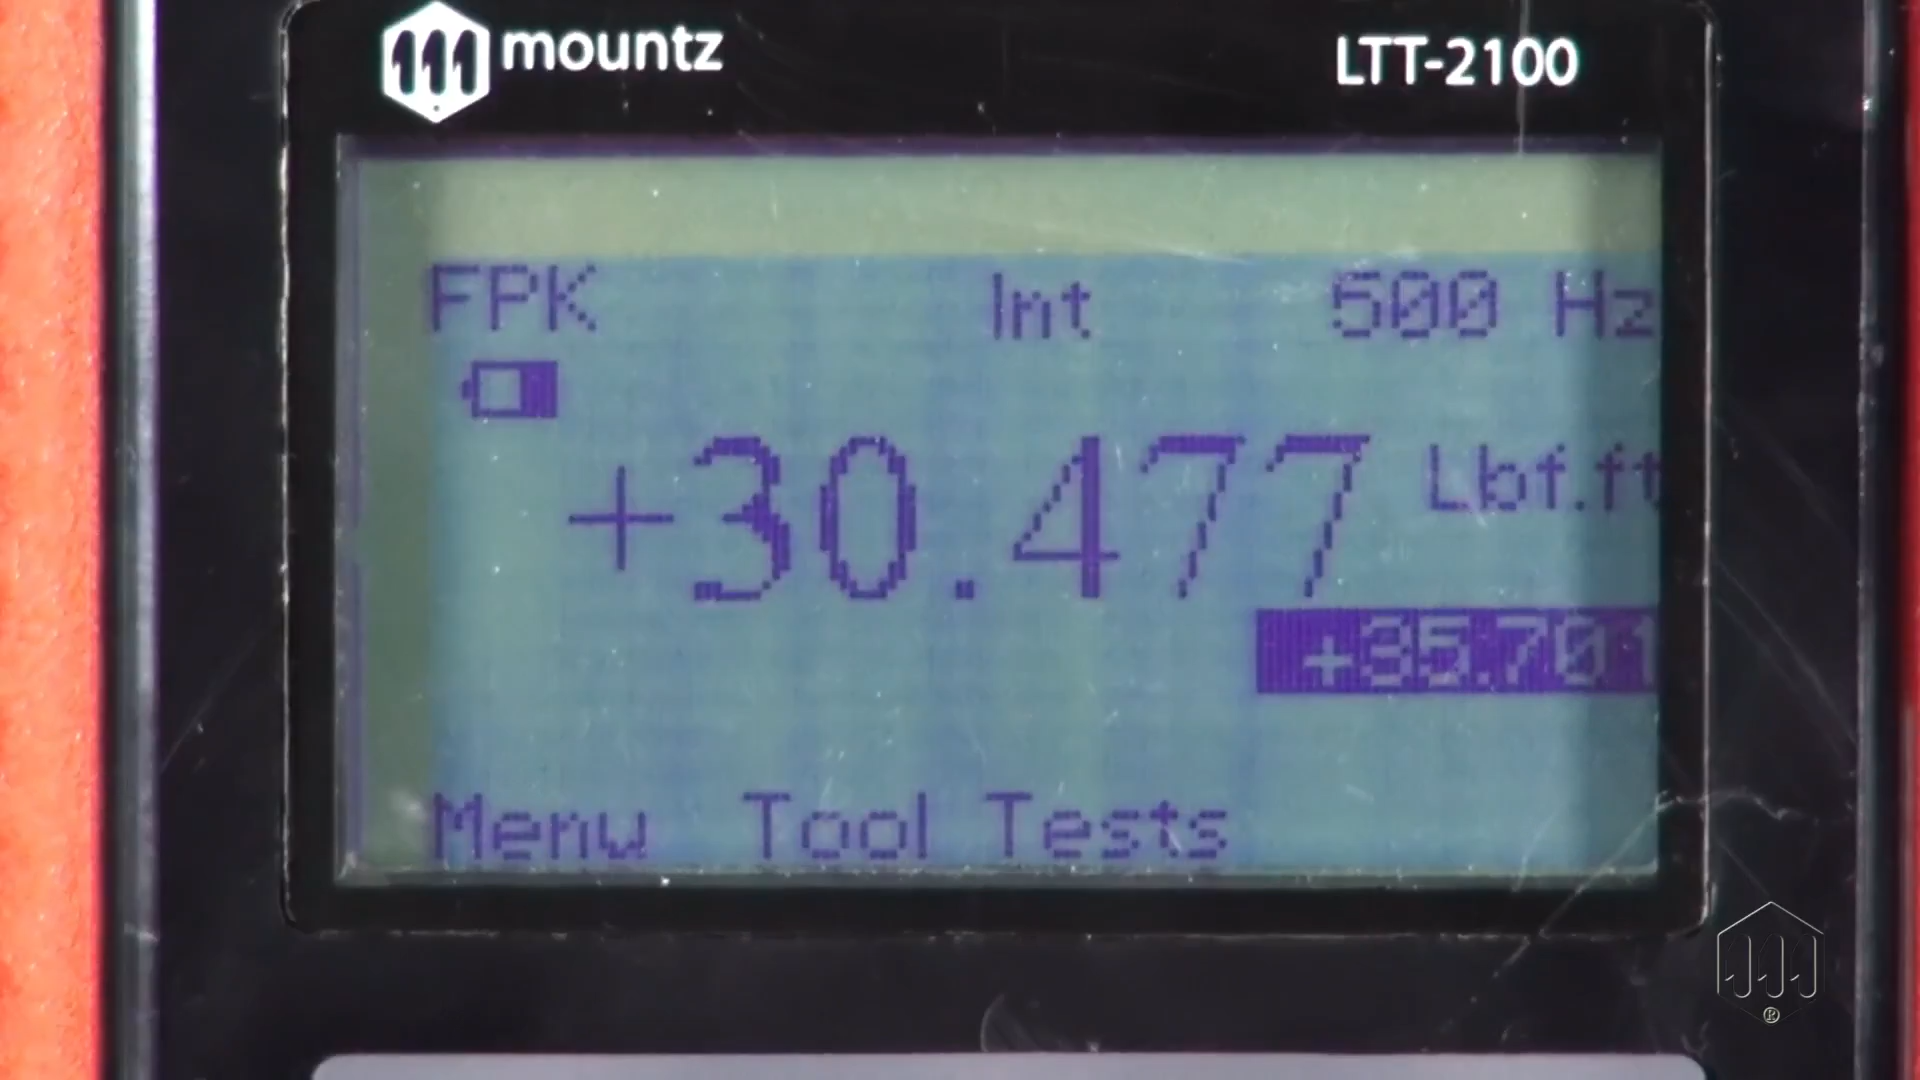 mountz
LTT-2100
FPK Int 500 Hz
+30.477 Lbf.ft
+35.701
Menu Tool Tests
®